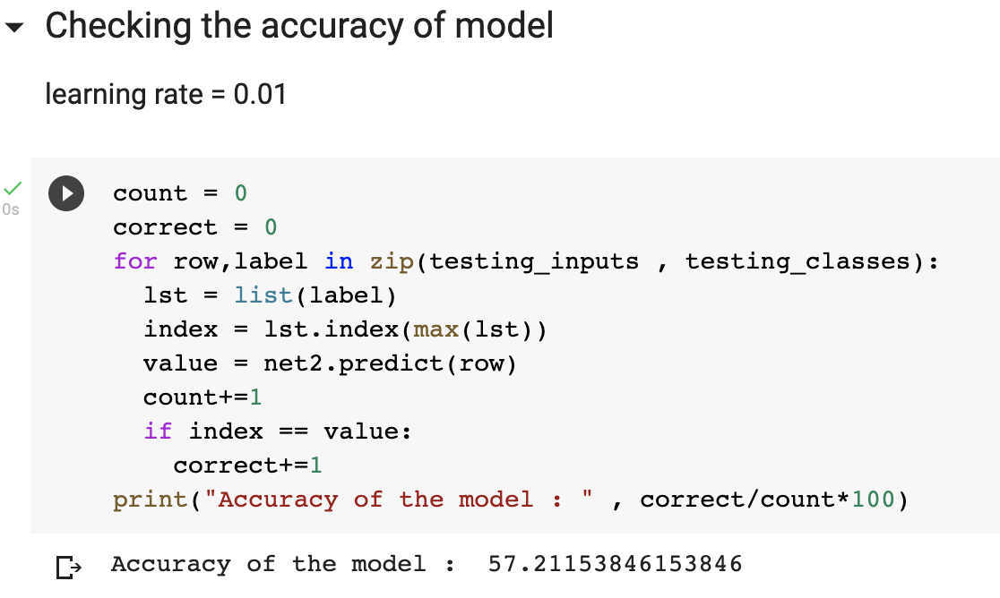 Checking the accuracy of model
learning rate = 0.01
0s
count = 0
correct = 0
for row,label in zip(testing_inputs , testing_classes):
  lst = list(label)
  index = lst.index(max(lst))
  value = net2.predict(row)
  count+=1
  if index == value:
    correct+=1
print("Accuracy of the model : " , correct/count*100)
Accuracy of the model :  57.21153846153846